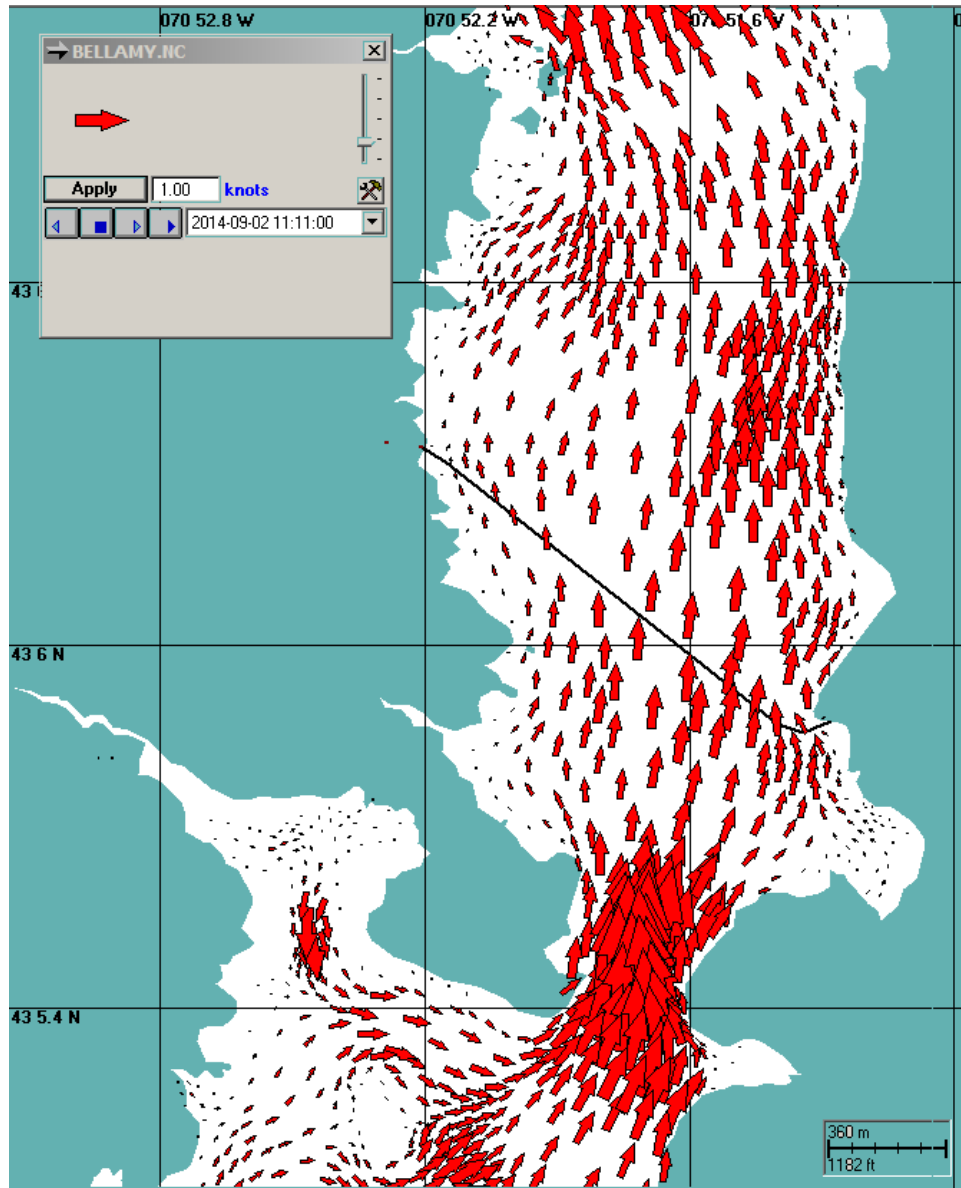 070 52.8 W
070 52.2 W
BELLAMY.NC
Apply
1.00
knots
2014-09-02 11:11:00
43 6 N
43 5.4 N
360 m
1182 ft